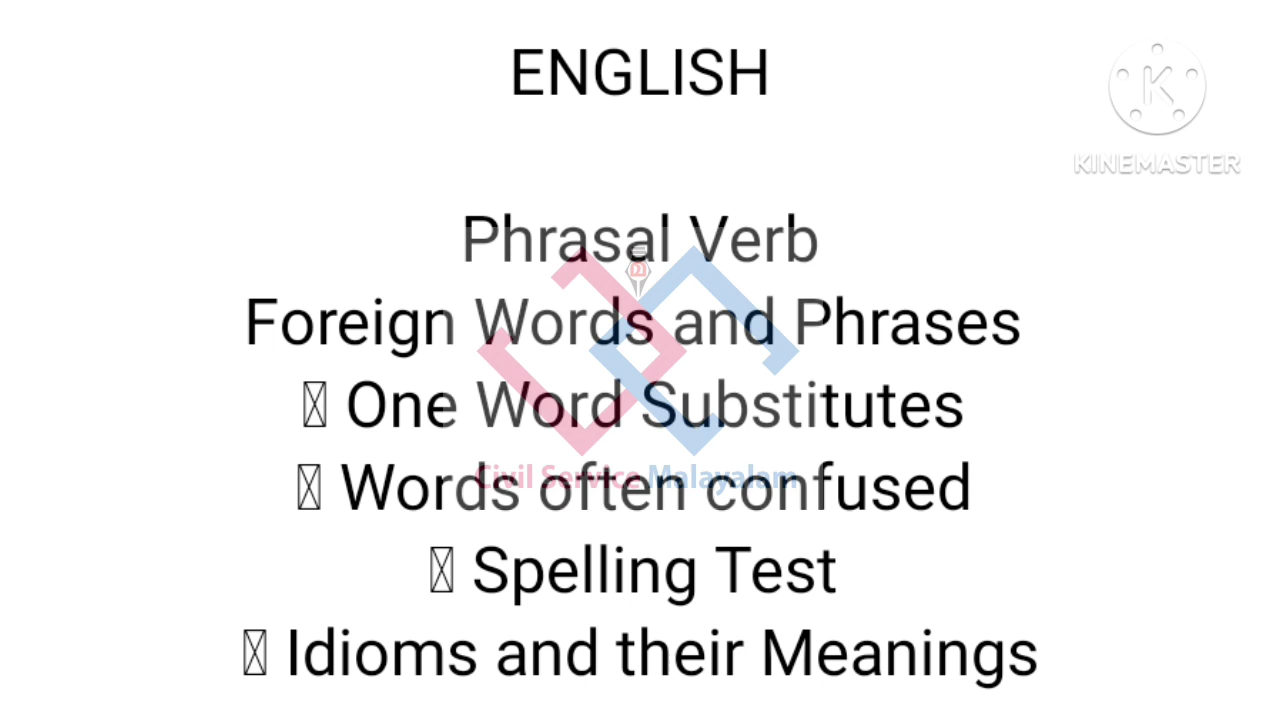 ENGLISH
KINEMASTER
Phrasal Verb
Foreign Words and Phrases
One Word Substitutes
Words often confused
Civil Service Malayalam
Spelling Test
Idioms and their Meanings